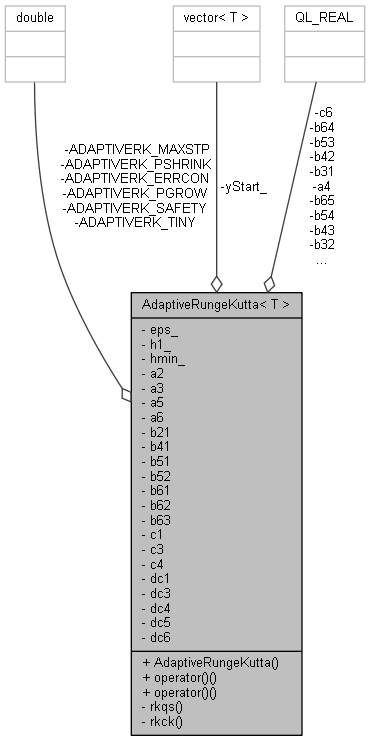 double
vector< T >
QL_REAL
-ADAPTIVERK_MAXSTP
-ADAPTIVERK_PSHRINK
-ADAPTIVERK_ERRCON
-ADAPTIVERK_PGROW
-ADAPTIVERK_SAFETY
-ADAPTIVERK_TINY
-yStart_
-c6
-b64
-b53
-b42
-b31
-a4
-b65
-b54
-b43
-b32
...
AdaptiveRungeKutta< T >
- eps_
- h1_
- hmin_
- a2
- a3
- a5
- a6
- b21
- b41
- b51
- b52
- b61
- b62
- b63
- c1
- c3
- c4
- dc1
- dc3
- dc4
- dc5
- dc6
+ AdaptiveRungeKutta()
+ operator()()
+ operator()()
- rkqs()
- rkck()